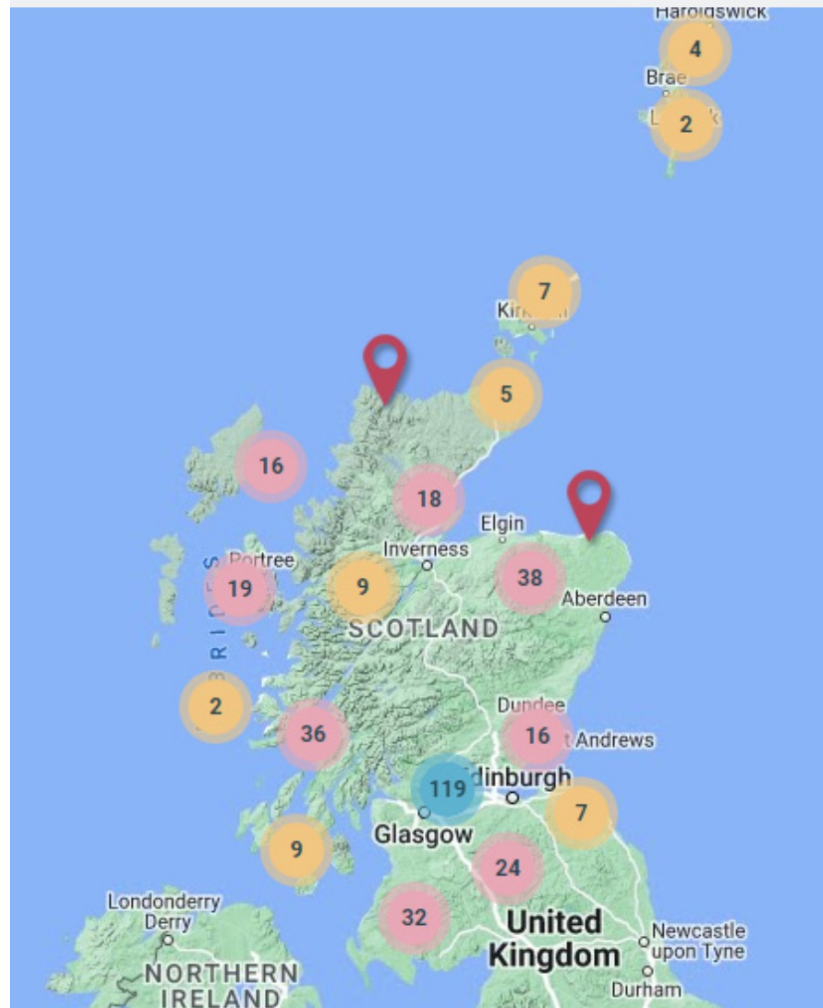 Haroldswick
4
Brae
2
7
5
16
18
Elgin
Inverness
Portree
38
19
9
Aberdeen
SCOTLAND
2
Dundee
36
16
Andrews
119
Edinburgh
7
Glasgow
9
24
32
Londonderry
Derry
United
Kingdom
Newcastle
upon Tyne
NORTHERN
IRELAND
Durham